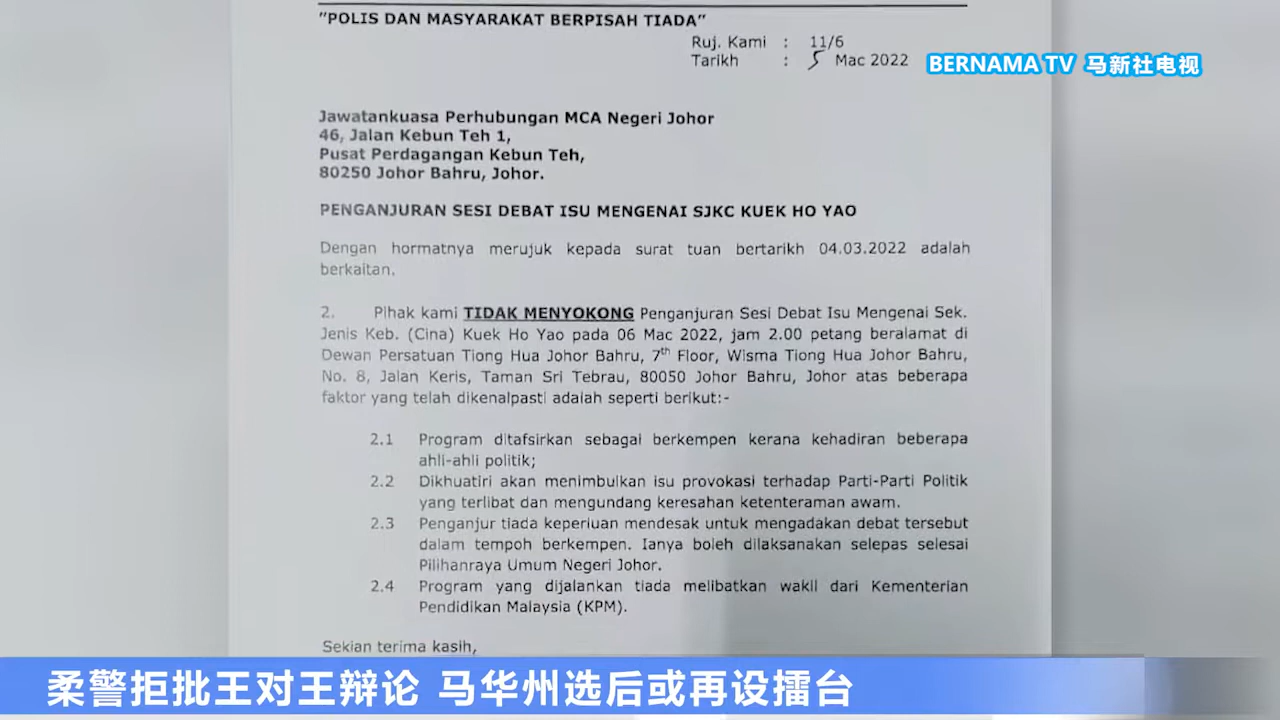 "POLIS DAN MASYARAKAT BERPISAH TIADA"
Ruj. Kami : 11/6
Tarikh : 5 Mac 2022
BERNAMA TV 马新社电视
Jawatankuasa Perhubungan MCA Negeri Johor
46, Jalan Kebun Teh 1,
Pusat Perdagangan Kebun Teh,
80250 Johor Bahru, Johor.
PENGANJURAN SESI DEBAT ISU MENGENAI SJKC KUEK HO YAO
Dengan hormatnya merujuk kepada surat tuan bertarikh 04.03.2022 adalah
berkaitan.
2. Pihak kami TIDAK MENYOKONG Penganjuran Sesi Debat Isu Mengenai Sek.
Jenis Keb. (Cina) Kuek Ho Yao pada 06 Mac 2022, jam 2.00 petang beralamat di
Dewan Persatuan Tiong Hua Johor Bahru, 7th Floor, Wisma Tiong Hua Johor Bahru,
No. 8, Jalan Keris, Taman Sri Tebrau, 80050 Johor Bahru, Johor atas beberapa
faktor yang telah dikenalpasti adalah seperti berikut:-
2.1 Program ditafsirkan sebagai berkempen kerana kehadiran beberapa
ahli-ahli politik;
2.2 Dikhuatiri akan menimbulkan isu provokasi terhadap Parti-Parti Politik
yang terlibat dan mengundang keresahan ketenteraman awam.
2.3 Penganjur tiada keperluan mendesak untuk mengadakan debat tersebut
dalam tempoh berkempen. Ianya boleh dilaksanakan selepas selesai
Pilihanraya Umum Negeri Johor.
2.4 Program yang dijalankan tiada melibatkan wakil dari Kementerian
Pendidikan Malaysia (KPM).
Sekian terima kasih,
柔警拒批王对王辩论 马华州选后或再设擂台